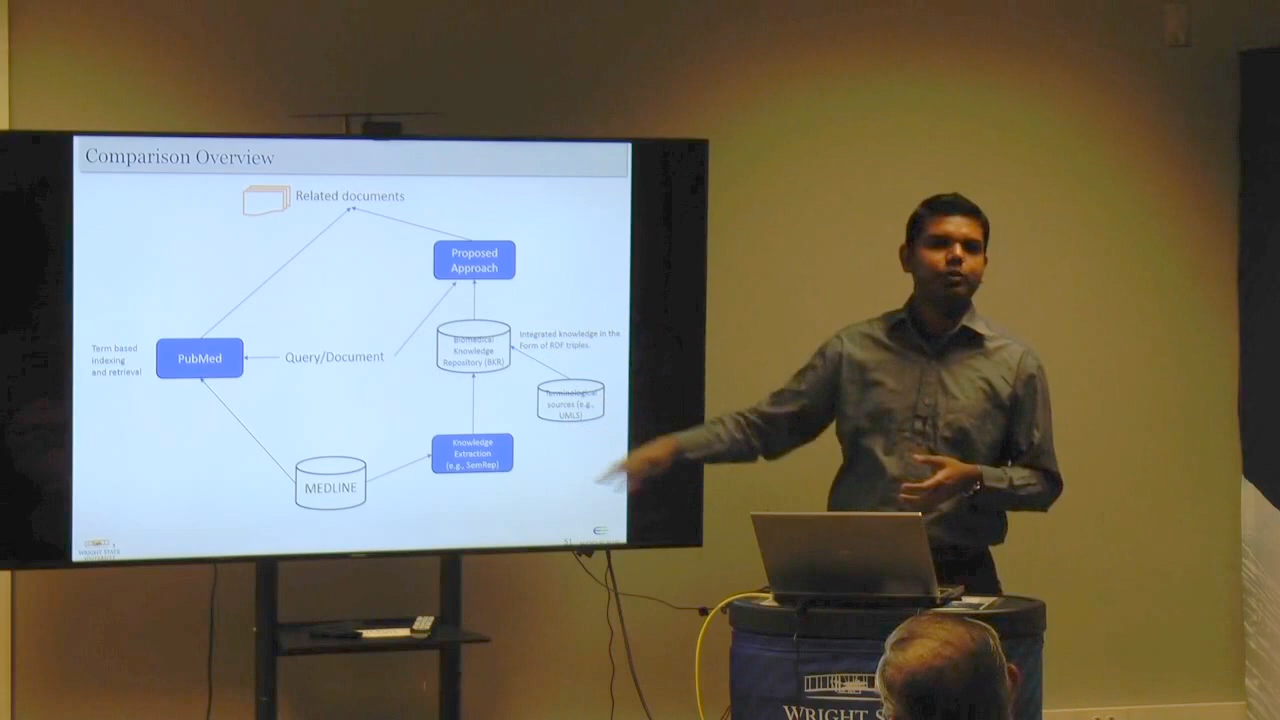 Comparison Overview
Related documents
Proposed
Approach
Term based
indexing
and retrieval
PubMed
Query/Document
Biomedical
Knowledge
Repository (BKR)
Integrated knowledge in the
Form of RDF triples.
Terminological
sources (e.g.,
UMLS)
Knowledge
Extraction
(e.g., SemRep)
MEDLINE
WRIGHT STATE
UNIVERSITY
51
WRIGHT S